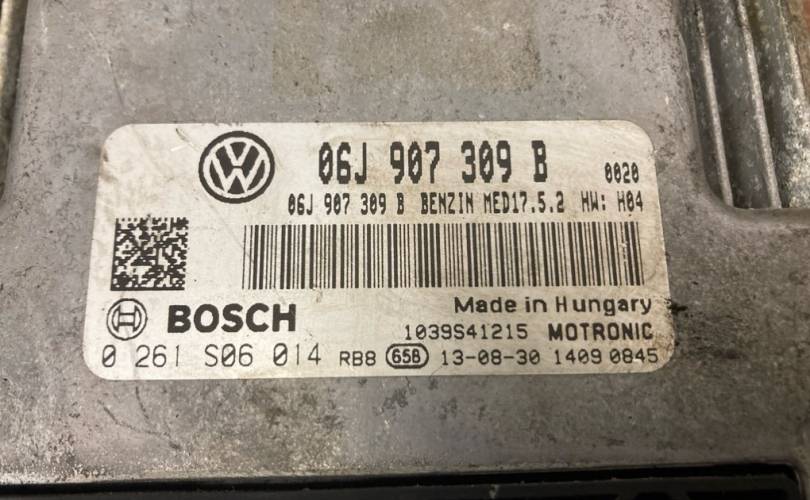 06J 907 309 B 0020
06J 907 309 B BENZIN MED17.5.2 HW: H04
Made in Hungary
BOSCH
1039S41215 MOTRONIC
0 261 S06 014 RB8 658 13-08-30 1409 0845